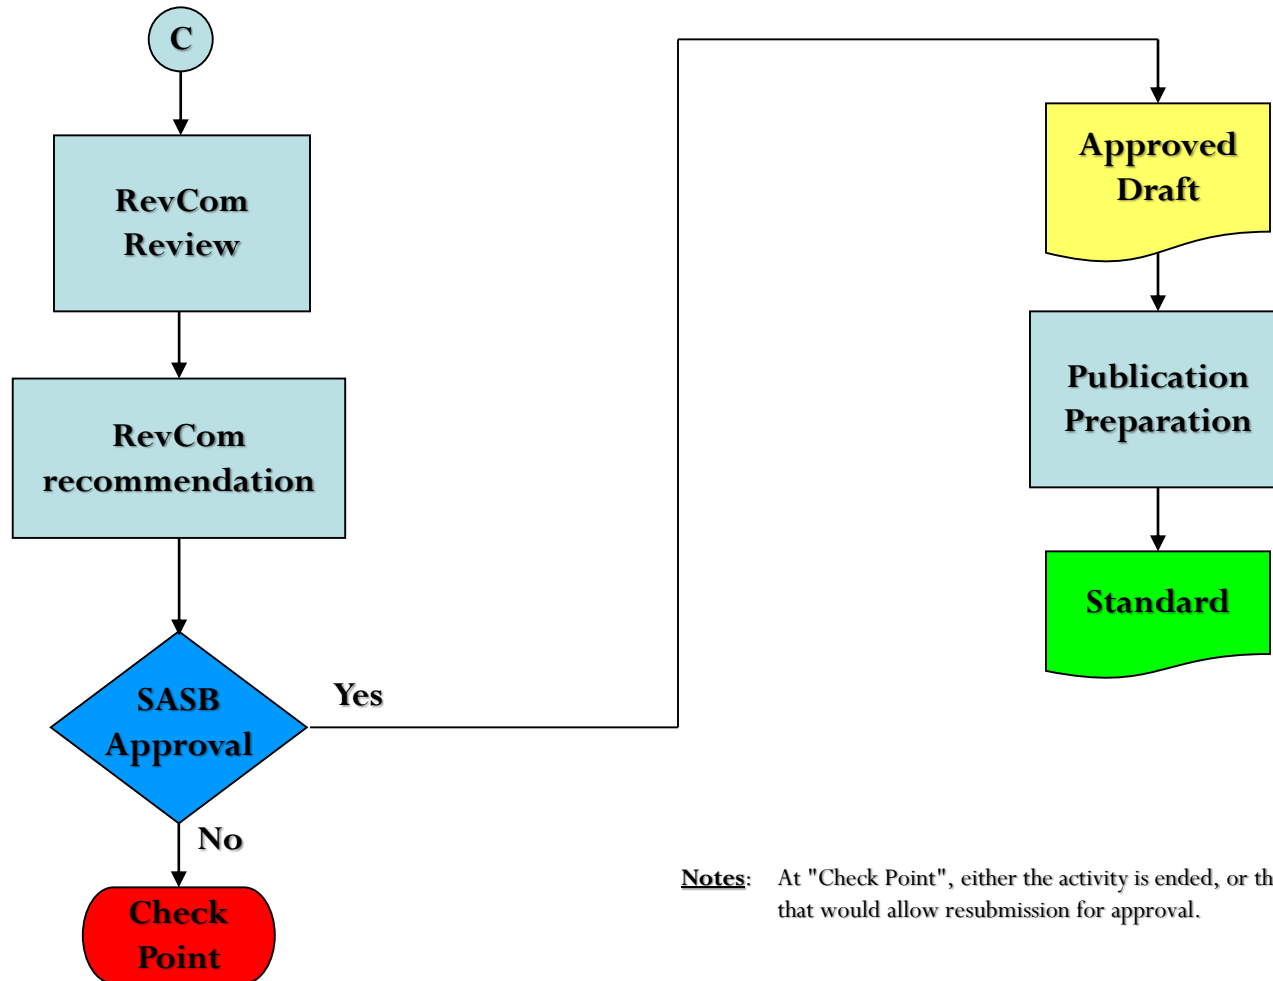 C
RevCom
Review
RevCom
recommendation
SASB
Approval
Yes
No
Check
Point
Approved
Draft
Publication
Preparation
Standard
Notes: At "Check Point", either the activity is ended, or
that would allow resubmission for approval.